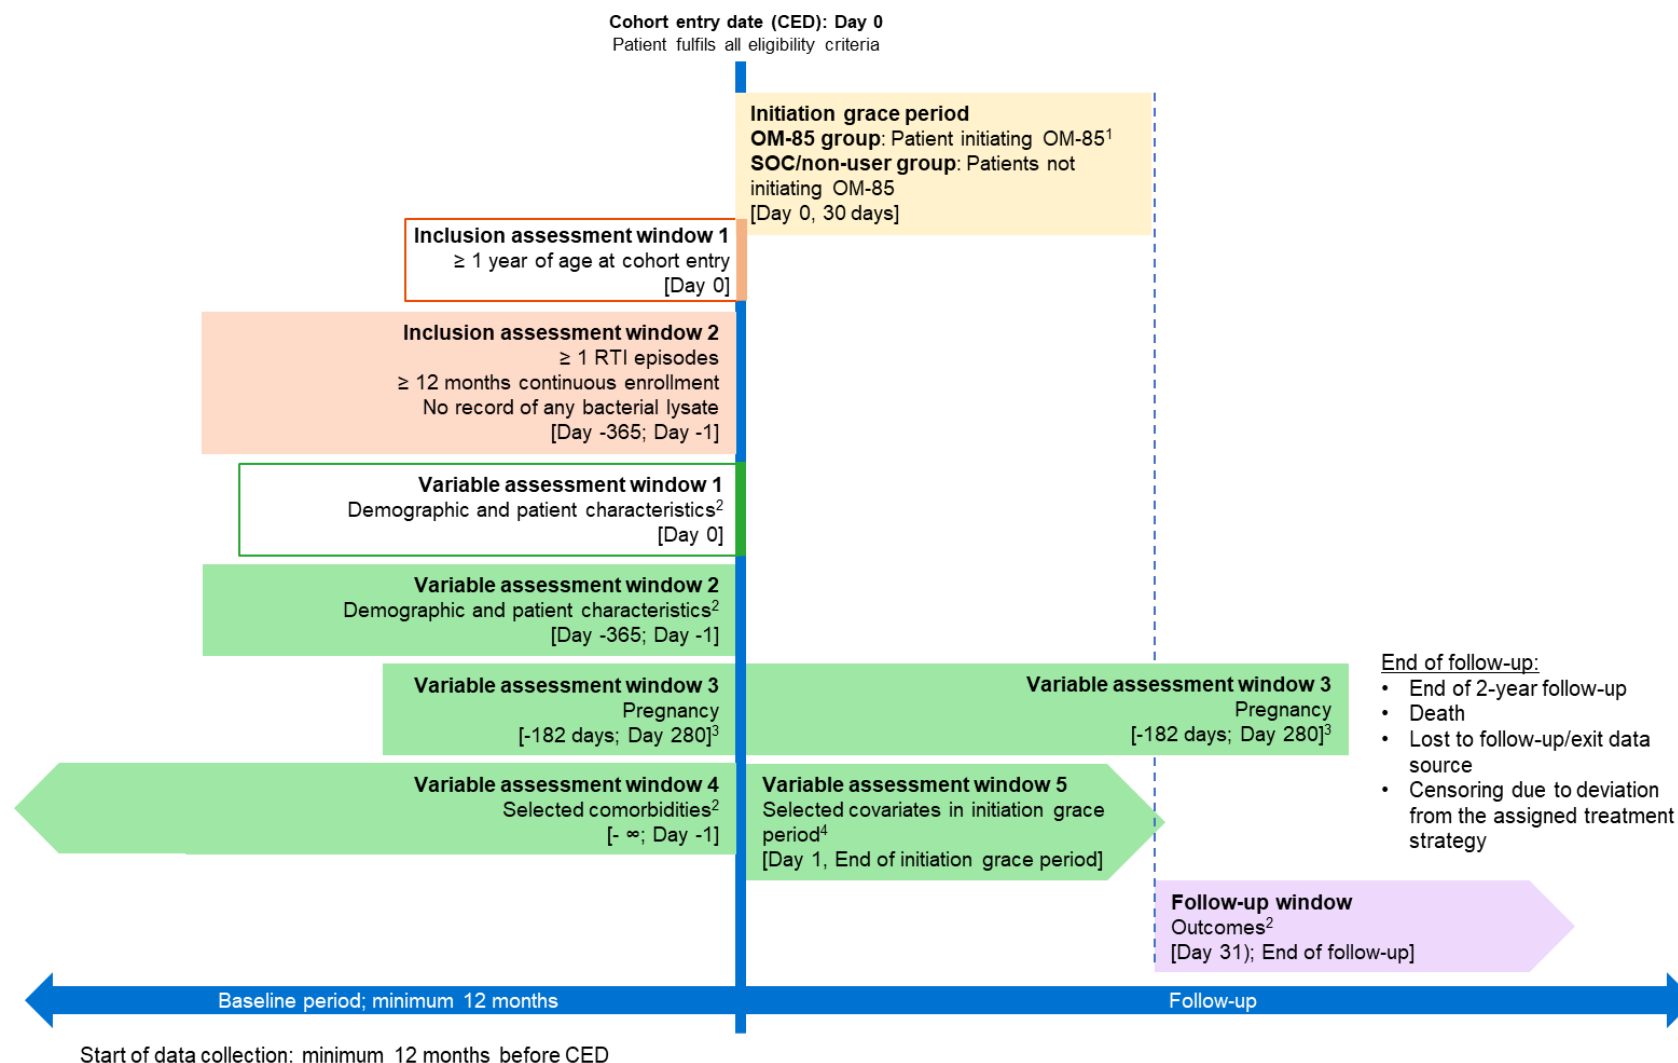 Cohort entry date (CED): Day 0
Patient fulfils all eligibility criteria
Initiation grace period
OM-85 group: Patient initiating OM-85¹
SOC/non-user group: Patients not
initiating OM-85
[Day 0, 30 days]
Inclusion assessment window 1
≥ 1 year of age at cohort entry
[Day 0]
Inclusion assessment window 2
≥ 1 RTI episodes
≥ 12 months continuous enrollment
No record of any bacterial lysate
[Day -365; Day -1]
Variable assessment window 1
Demographic and patient characteristics²
[Day 0]
Variable assessment window 2
Demographic and patient characteristics²
[Day -365; Day -1]
Variable assessment window 3
Pregnancy
[-182 days; Day 280]³
Variable assessment window 3
Pregnancy
[-182 days; Day 280]³
End of follow-up:
• End of 2-year follow-up
• Death
• Lost to follow-up/exit data
source
• Censoring due to deviation
from the assigned treatment
strategy
Variable assessment window 4
Selected comorbidities²
[- ∞; Day -1]
Variable assessment window 5
Selected covariates in initiation grace
period⁴
[Day 1, End of initiation grace period]
Follow-up window
Outcomes²
[Day 31); End of follow-up]
Baseline period; minimum 12 months
Follow-up
Start of data collection: minimum 12 months before CED